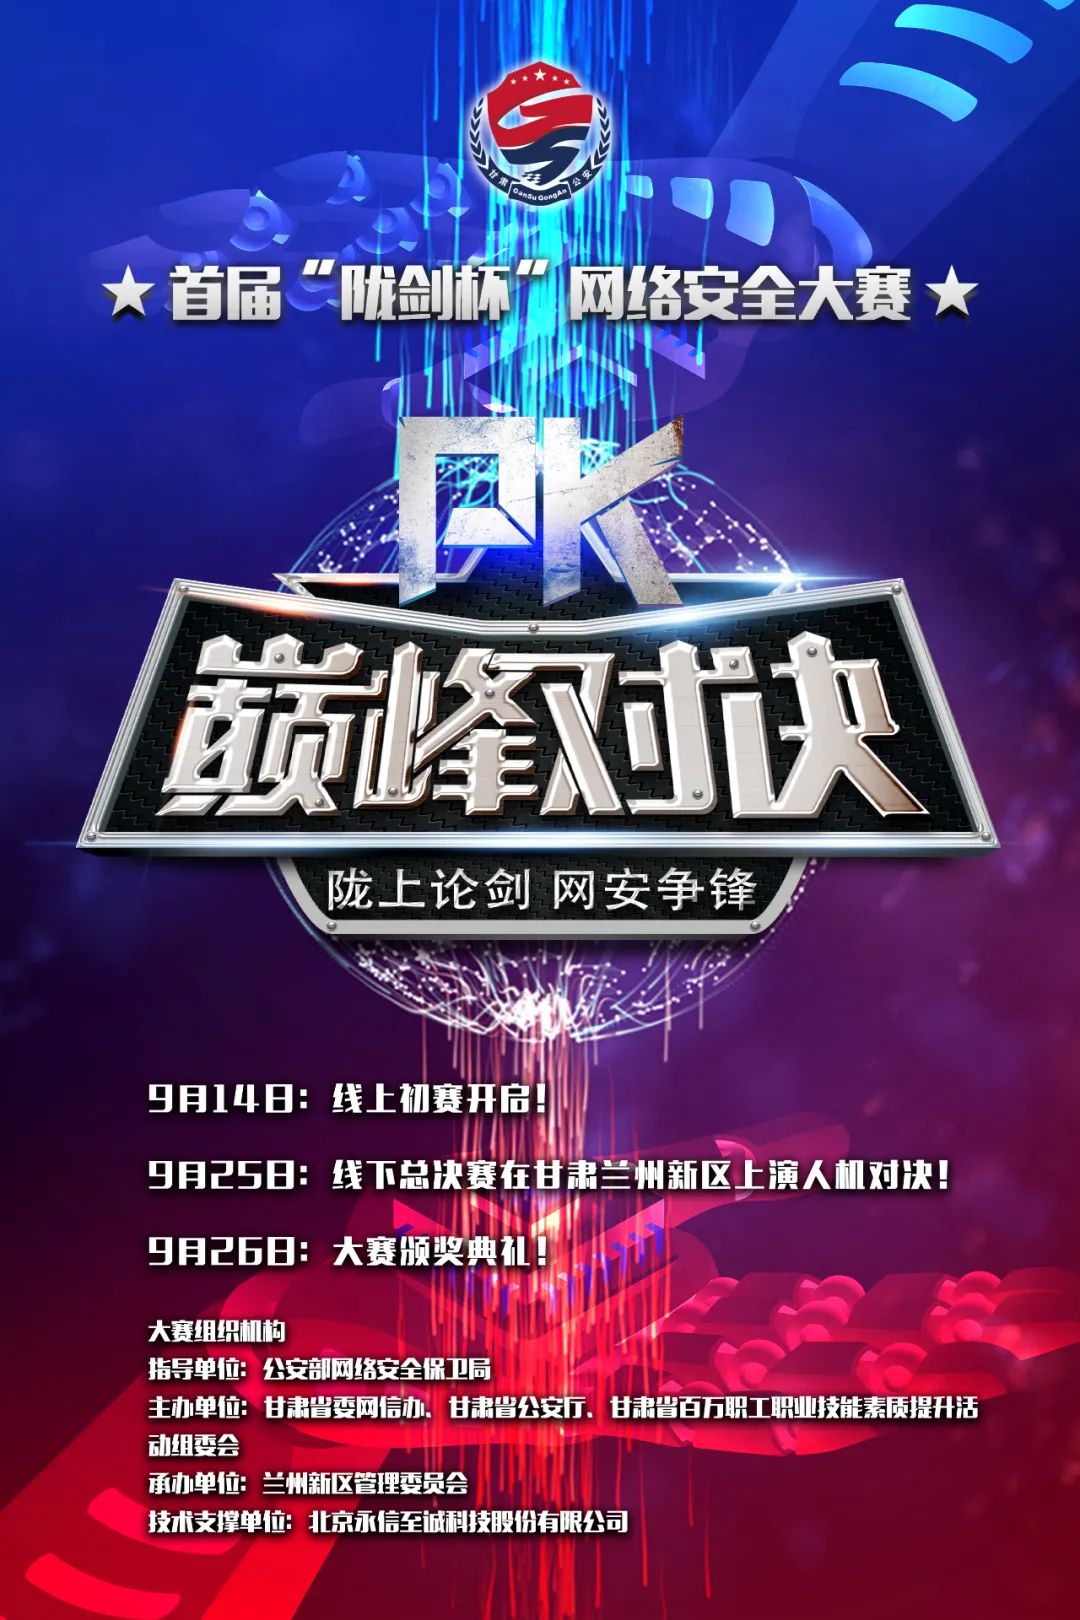 甘肃公安
GanSu GongAn
首届“陇剑杯”网络安全大赛
PK
巅峰对决
陇上论剑 网安争锋
9月14日：线上初赛开启！
9月25日：线下总决赛在甘肃兰州新区上演人机对决！
9月26日：大赛颁奖典礼！
大赛组织机构
指导单位：公安部网络安全保卫局
主办单位：甘肃省委网信办、甘肃省公安厅、甘肃省百万职工职业技能素质提升活
动组委会
承办单位：兰州新区管理委员会
技术支撑单位：北京永信至诚科技股份有限公司